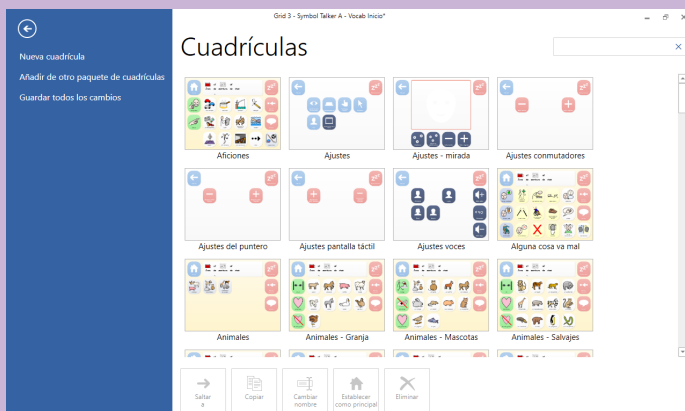 Grid 3 - Symbol Talker A - Vocab Inicio*
Nueva cuadrícula
Añadir de otro paquete de cuadrículas
Guardar todos los cambios
Cuadrículas
Aficiones
Ajustes
Ajustes - mirada
Ajustes conmutadores
Ajustes del puntero
Ajustes pantalla táctil
Ajustes voces
Alguna cosa va mal
Animales
Animales - Granja
Animales - Mascotas
Animales - Salvajes
Saltar
a
Copiar
Cambiar
nombre
Establecer
como principal
Eliminar